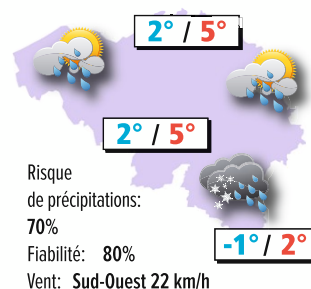 2° / 5°
2° / 5°
Risque
de précipitations:
70%
Fiabilité: 80%
-1° / 2°
Vent: Sud-Ouest 22 km/h